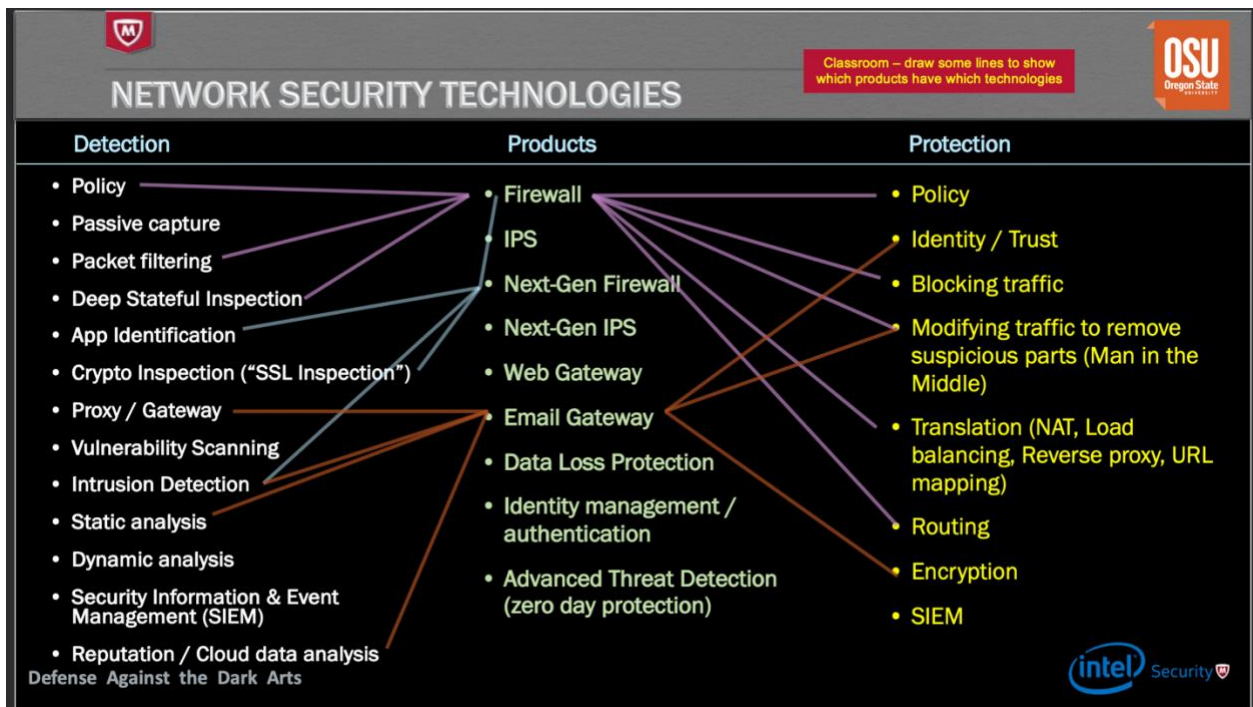 Classroom – draw some lines to show
which products have which technologies
OSU
Oregon State
UNIVERSITY
NETWORK SECURITY TECHNOLOGIES
Detection
• Policy
• Passive capture
• Packet filtering
• Deep Stateful Inspection
• App Identification
• Crypto Inspection (“SSL Inspection”)
• Proxy / Gateway
• Vulnerability Scanning
• Intrusion Detection
• Static analysis
• Dynamic analysis
• Security Information & Event
Management (SIEM)
• Reputation / Cloud data analysis
Products
• Firewall
• IPS
• Next-Gen Firewall
• Next-Gen IPS
• Web Gateway
• Email Gateway
• Data Loss Protection
• Identity management /
authentication
• Advanced Threat Detection
(zero day protection)
Protection
• Policy
• Identity / Trust
• Blocking traffic
• Modifying traffic to remove
suspicious parts (Man in the
Middle)
• Translation (NAT, Load
balancing, Reverse proxy, URL
mapping)
• Routing
• Encryption
• SIEM
Defense Against the Dark Arts
intel Security